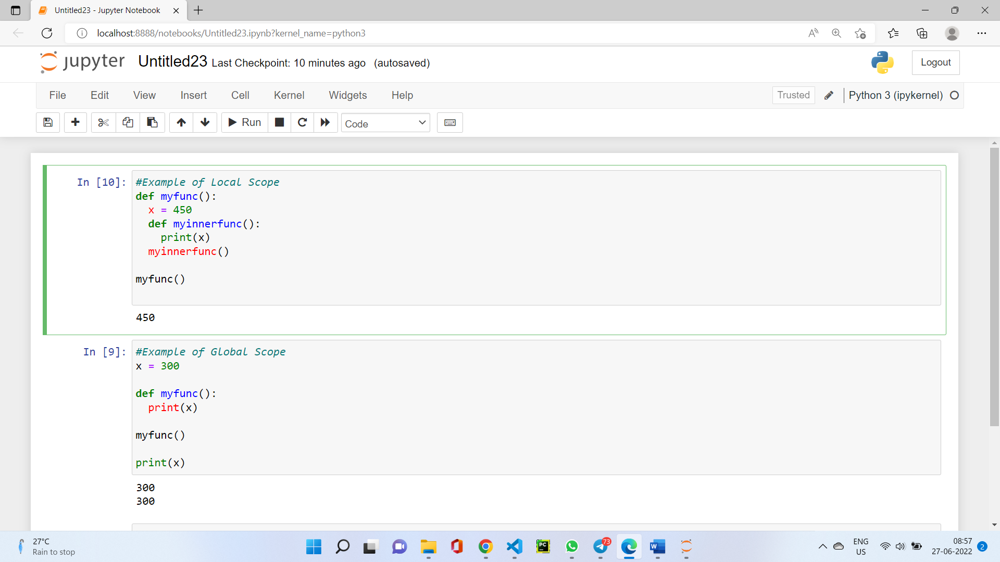 Untitled23 - Jupyter Notebook
localhost:8888/notebooks/Untitled23.ipynb?kernel_name=python3
jupyter Untitled23 Last Checkpoint: 10 minutes ago (autosaved) Logout
File Edit View Insert Cell Kernel Widgets Help Trusted Python 3 (ipykernel)
Run Code
In [10]: #Example of Local Scope
def myfunc():
  x = 450
  def myinnerfunc():
    print(x)
  myinnerfunc()
myfunc()
450
In [9]: #Example of Global Scope
x = 300
def myfunc():
  print(x)
myfunc()
print(x)
300
300
27°C
Rain to stop
PC
73
W
ENG
US
08:57
27-06-2022
2